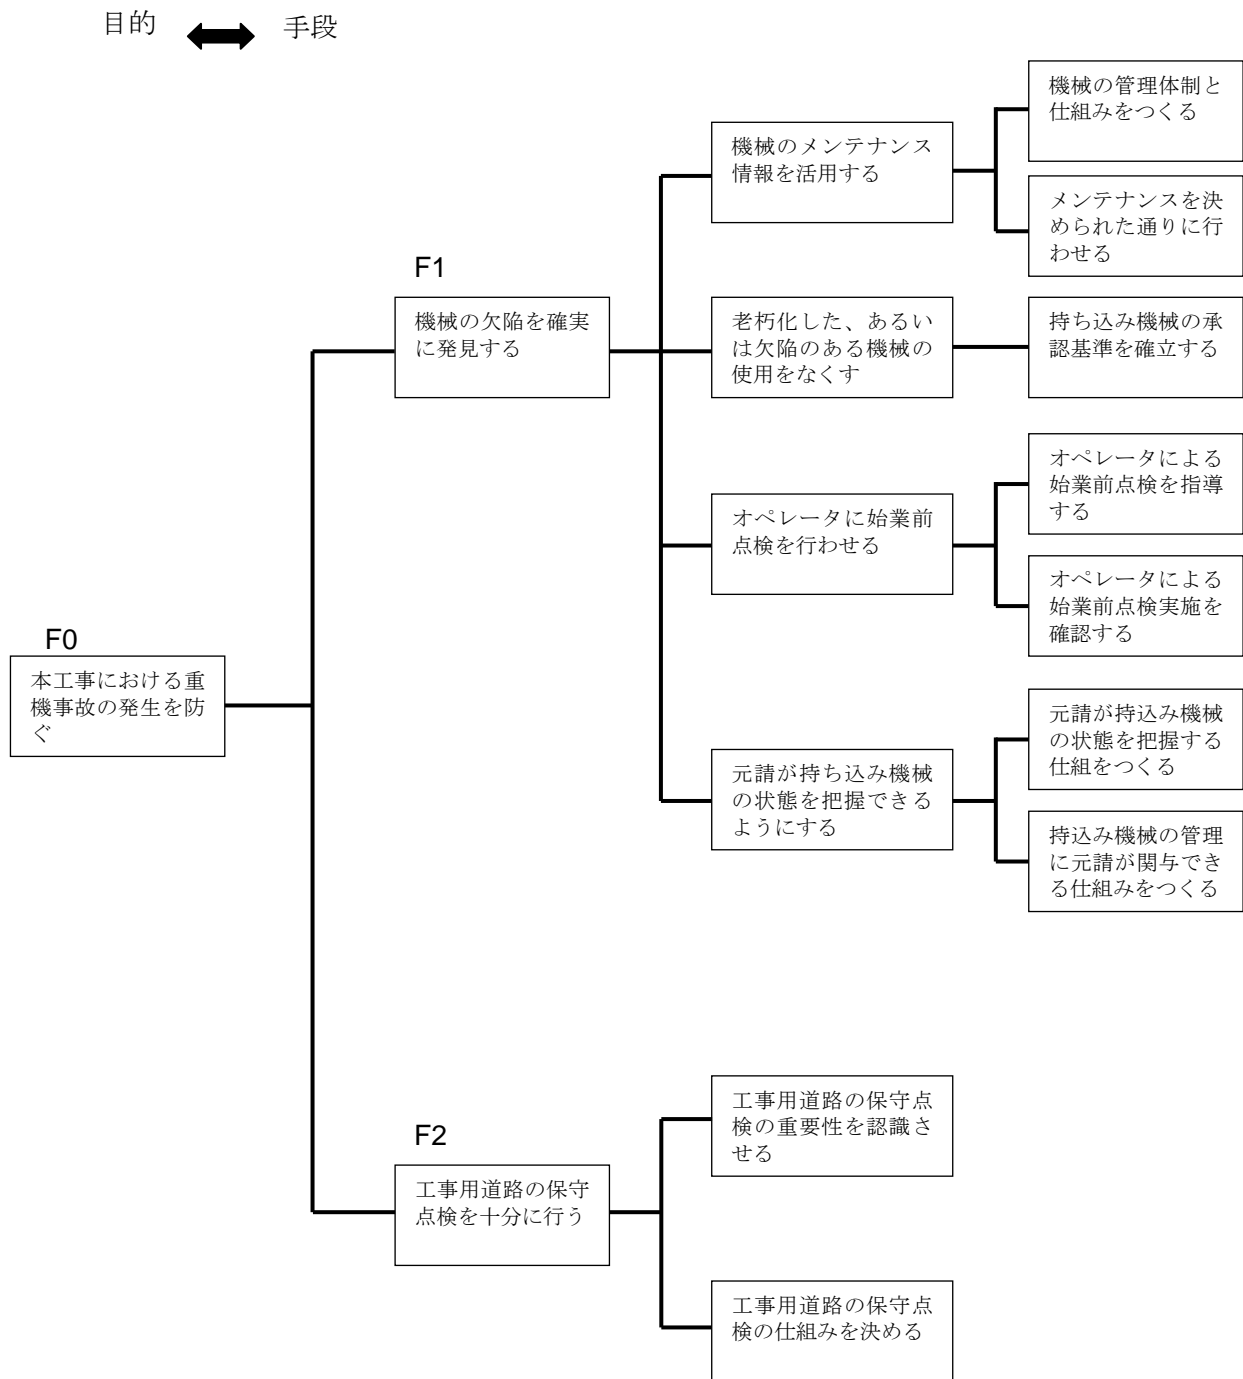 目的
手段
機械の管理体制と
仕組みをつくる
機械のメンテナンス
情報を活用する
メンテナンスを決
められた通りに行
わせる
F1
機械の欠陥を確実
に発見する
老朽化した、あるい
は欠陥のある機械の
使用をなくす
持ち込み機械の承
認基準を確立する
オペレータによる
始業前点検を指導
する
オペレータに始業前
点検を行わせる
オペレータによる
始業前点検実施を
確認する
F0
本工事における重
機事故の発生を防
ぐ
元請が持込み機械
の状態を把握する
仕組をつくる
元請が持ち込み機械
の状態を把握できる
ようにする
持込み機械の管理
に元請が関与でき
る仕組みをつくる
工事用道路の保守点
検の重要性を認識さ
せる
F2
工事用道路の保守
点検を十分に行う
工事用道路の保守点
検の仕組みを決める